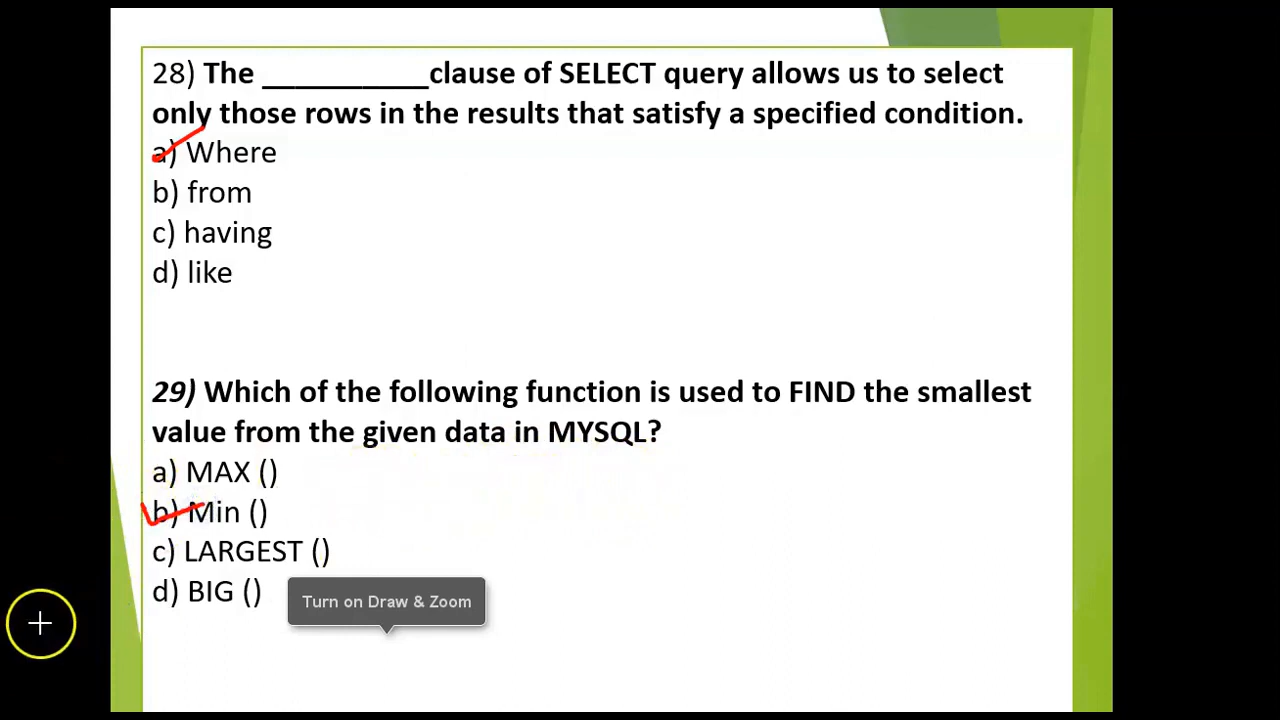 28) The __________clause of SELECT query allows us to select
only those rows in the results that satisfy a specified condition.
a) Where
b) from
c) having
d) like
29) Which of the following function is used to FIND the smallest
value from the given data in MYSQL?
a) MAX ()
b) Min ()
c) LARGEST ()
d) BIG ()
Turn on Draw & Zoom